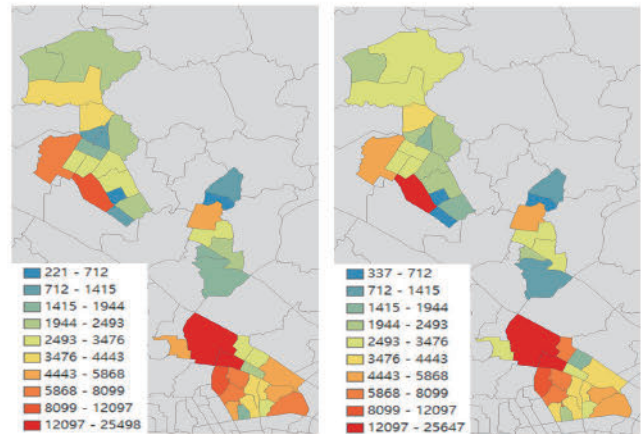 221 - 712
712 - 1415
1415 - 1944
1944 - 2493
2493 - 3476
3476 - 4443
4443 - 5868
5868 - 8099
8099 - 12097
12097 - 25498
337 - 712
712 - 1415
1415 - 1944
1944 - 2493
2493 - 3476
3476 - 4443
4443 - 5868
5868 - 8099
8099 - 12097
12097 - 25647